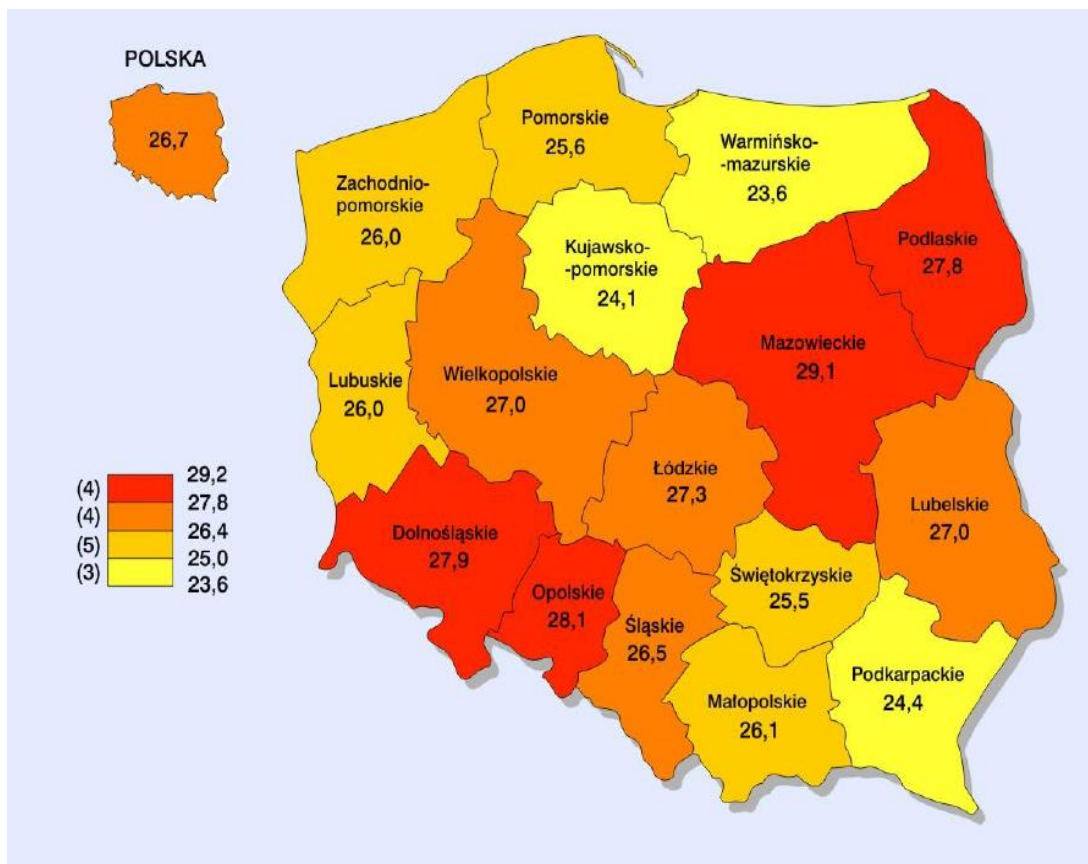 POLSKA
26,7
Pomorskie
25,6
Warmińsko-
-mazurskie
23,6
Zachodnio-
pomorskie
26,0
Kujawsko-
-pomorskie
24,1
Podlaskie
27,8
Mazowieckie
29,1
Lubuskie
26,0
Wielkopolskie
27,0
Łódzkie
27,3
Lubelskie
27,0
Dolnośląskie
27,9
Opolskie
28,1
Śląskie
26,5
Świętokrzyskie
25,5
Małopolskie
26,1
Podkarpackie
24,4
29,2
(4)
27,8
(4)
26,4
(5)
25,0
(3)
23,6